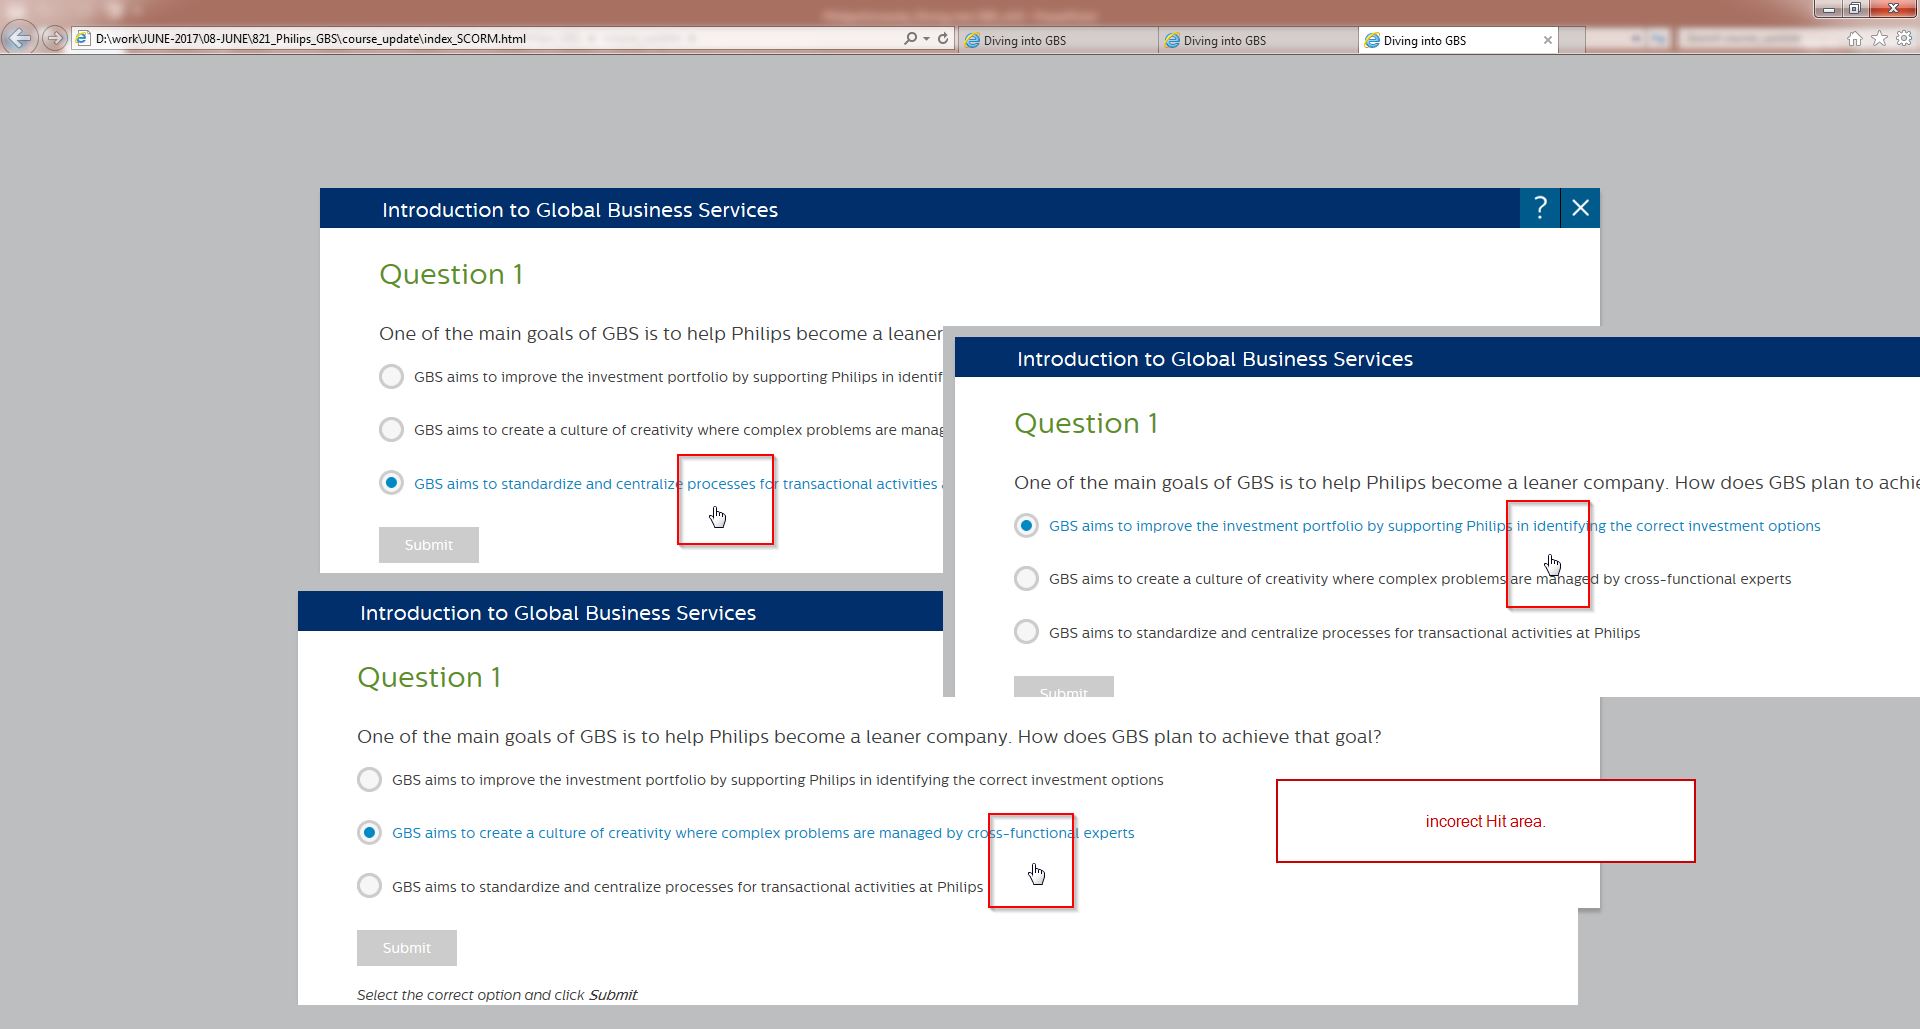 D:\work\JUNE-2017\08-JUNE\821_Philips_GBS\course_update\index_SCORM.html
Diving into GBS
Diving into GBS
Diving into GBS
Introduction to Global Business Services
?
Question 1
One of the main goals of GBS is to help Philips become a leaner
GBS aims to improve the investment portfolio by supporting Philips in identif
GBS aims to create a culture of creativity where complex problems are manag
GBS aims to standardize and centralize processes for transactional activities
Submit
Introduction to Global Business Services
Question 1
One of the main goals of GBS is to help Philips become a leaner company. How does GBS plan to achie
GBS aims to improve the investment portfolio by supporting Philips in identifying the correct investment options
GBS aims to create a culture of creativity where complex problems are managed by cross-functional experts
GBS aims to standardize and centralize processes for transactional activities at Philips
Submit
Introduction to Global Business Services
Question 1
One of the main goals of GBS is to help Philips become a leaner company. How does GBS plan to achieve that goal?
GBS aims to improve the investment portfolio by supporting Philips in identifying the correct investment options
GBS aims to create a culture of creativity where complex problems are managed by cross-functional experts
GBS aims to standardize and centralize processes for transactional activities at Philips
Submit
Select the correct option and click Submit.
incorect Hit area.